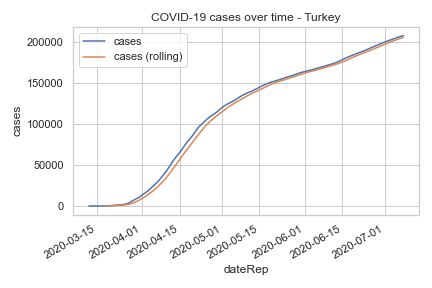 COVID-19 cases over time - Turkey
cases
cases (rolling)
200000
150000
100000
50000
0
cases
2020-03-15
2020-04-01
2020-04-15
2020-05-01
2020-05-15
2020-06-01
2020-06-15
2020-07-01
dateRep